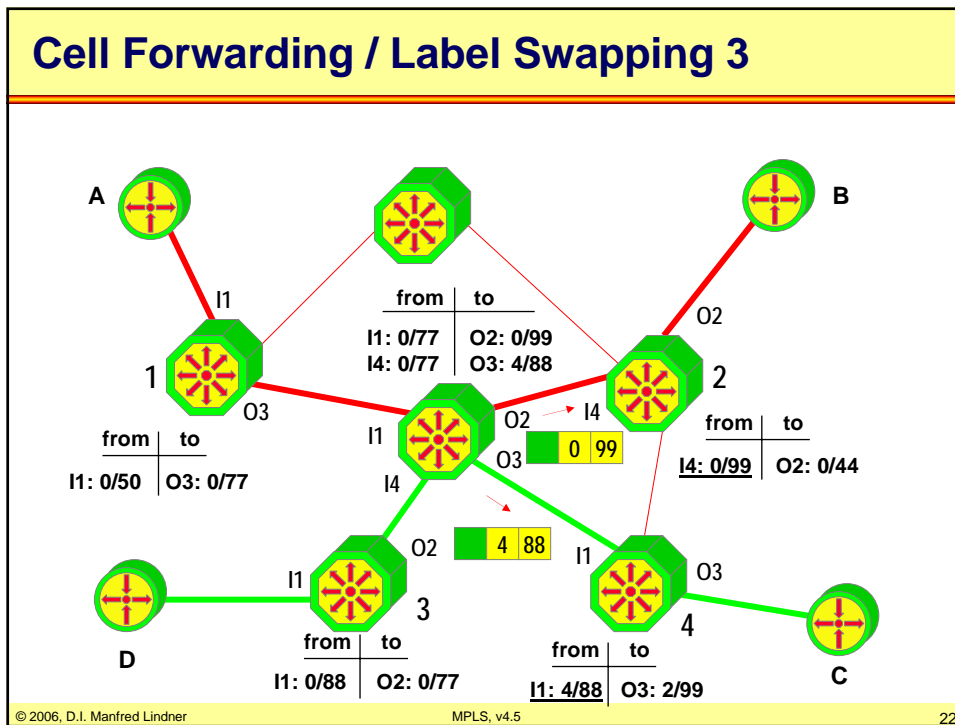 Cell Forwarding / Label Swapping 3
A
B
I1
from to
I1: 0/77 O2: 0/99
I4: 0/77 O3: 4/88
O2
1
2
O3
I1
O2
I4
0 99
O3
I4
from to
I1: 0/50 O3: 0/77
from to
I4: 0/99 O2: 0/44
4 88
O2
I1
I1
O3
3
4
D
C
from to
I1: 0/88 O2: 0/77
from to
I1: 4/88 O3: 2/99
© 2006, D.I. Manfred Lindner MPLS, v4.5 22